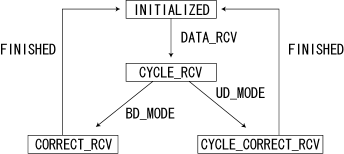 INITIALIZED
DATA_RCV
FINISHED
FINISHED
CYCLE_RCV
UD_MODE
BD_MODE
CORRECT_RCV
CYCLE_CORRECT_RCV